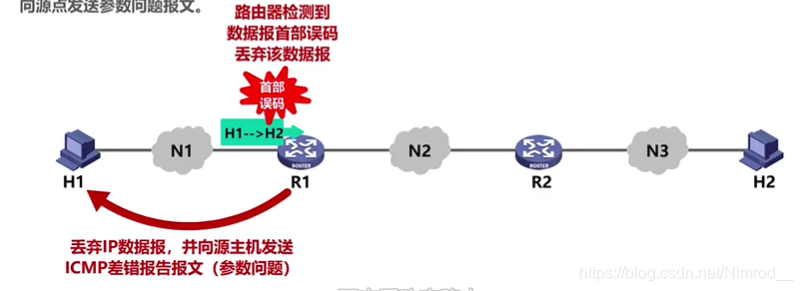 向源点发送参数问题报文。
路由器检测到
数据报首部误码
丢弃该数据报
首部
误码
H1-->H2
N1
N2
N3
ROUTER
ROUTER
H1
R1
R2
H2
丢弃IP数据报，并向源主机发送
ICMP差错报告报文（参数问题）
https://blog.csdn.net/Nimrod__